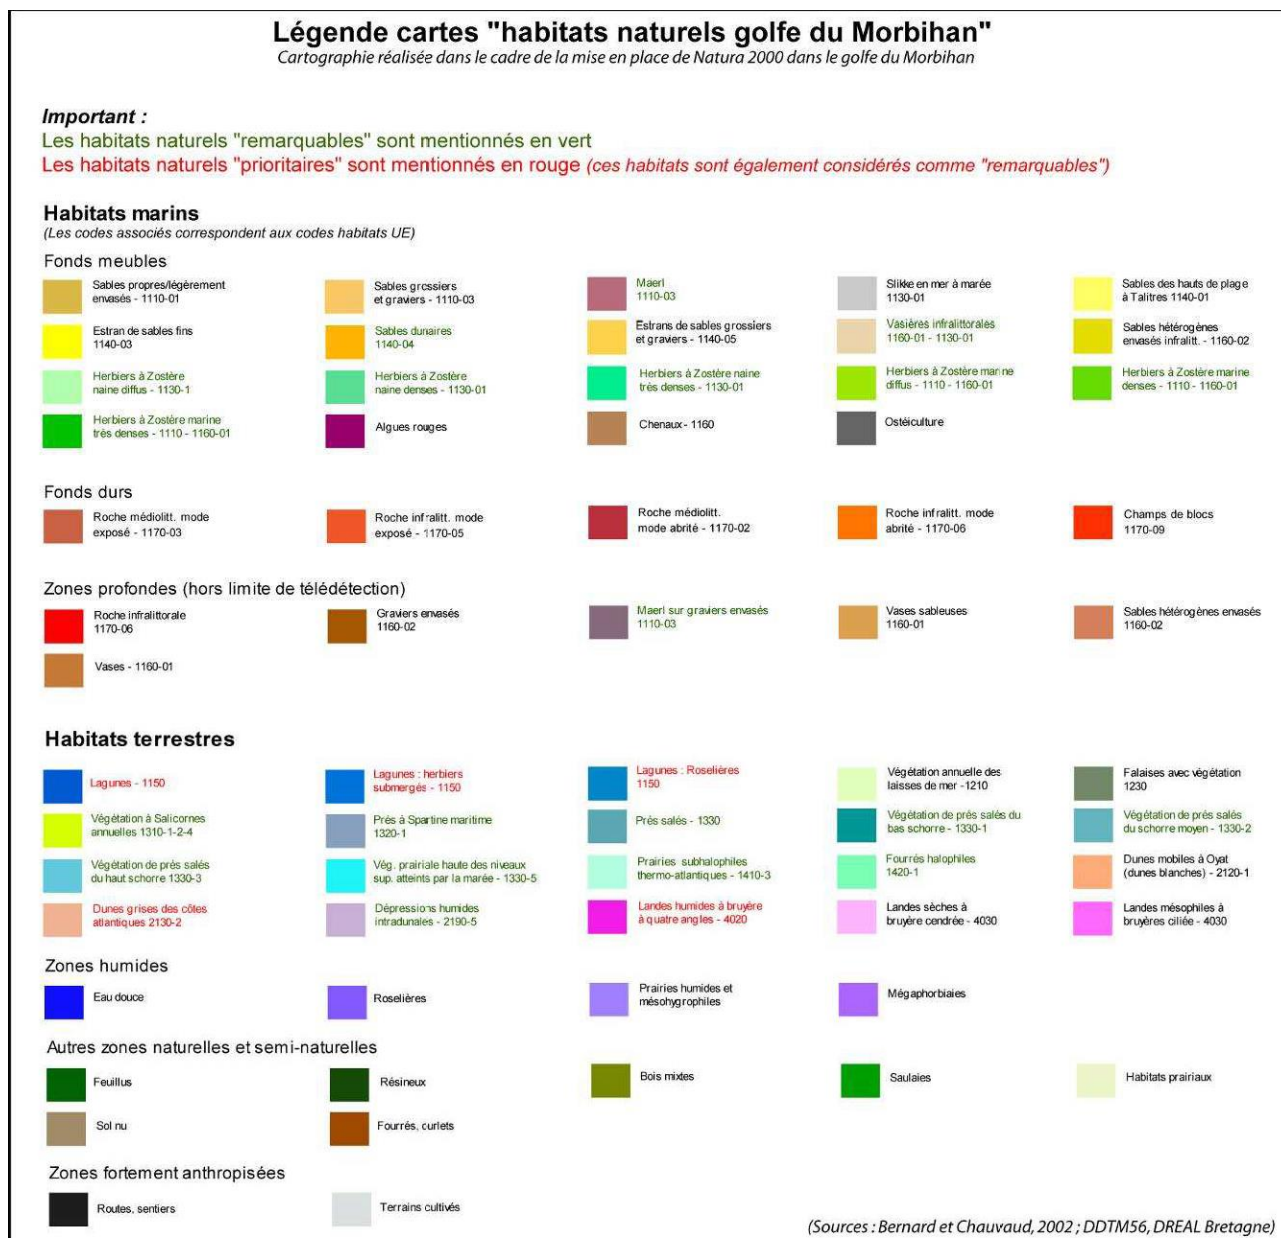 Légende cartes "habitats naturels golfe du Morbihan"
Cartographie réalisée dans le cadre de la mise en place de Natura 2000 dans le golfe du Morbihan
Important :
Les habitats naturels "remarquables" sont mentionnés en vert
Les habitats naturels "prioritaires" sont mentionnés en rouge (ces habitats sont également considérés comme "remarquables")
Habitats marins
(Les codes associés correspondent aux codes habitats UE)
Fonds meubles
Sables propres/légèrement
envasés - 1110-01
Sables grossiers
et graviers - 1110-03
Maerl
1110-03
Slikke en mer à marée
1130-01
Sables des hauts de plage
à Talitres 1140-01
Estran de sables fins
1140-03
Sables dunaires
1140-04
Estrans de sables grossiers
et graviers - 1140-05
Vasières infralittorales
1160-01 - 1130-01
Sables hétérogènes
envasés infralitt. - 1160-02
Herbiers à Zostère
naine diffus - 1130-1
Herbiers à Zostère
naine denses - 1130-01
Herbiers à Zostère naine
très denses - 1130-01
Herbiers à Zostère marine
diffus - 1110 - 1160-01
Herbiers à Zostère marine
denses - 1110 - 1160-01
Herbiers à Zostère marine
très denses - 1110 - 1160-01
Algues rouges
Chenaux - 1160
Ostéiculture
Fonds durs
Roche médiolitt. mode
exposé - 1170-03
Roche infralitt. mode
exposé - 1170-05
Roche médiolitt.
mode abrité - 1170-02
Roche infralitt. mode
abrité - 1170-06
Champs de blocs
1170-09
Zones profondes (hors limite de télédétection)
Roche infralittorale
1170-06
Graviers envasés
1160-02
Maerl sur graviers envasés
1110-03
Vases sableuses
1160-01
Sables hétérogènes envasés
1160-02
Vases - 1160-01
Habitats terrestres
Lagunes - 1150
Lagunes : herbiers
submergés - 1150
Lagunes : Roselières
1150
Végétation annuelle des
laisses de mer -1210
Falaises avec végétation
1230
Végétation à Salicornes
annuelles 1310-1-2-4
Prés à Spartine maritime
1320-1
Prés salés - 1330
Végétation de prés salés du
bas schorre - 1330-1
Végétation de prés salés
du schorre moyen - 1330-2
Végétation de prés salés
du haut schorre 1330-3
Vég. prairiale haute des niveaux
sup. atteints par la marée - 1330-5
Prairies subhalophiles
thermo-atlantiques - 1410-3
Fourrés halophiles
1420-1
Dunes mobiles à Oyat
(dunes blanches) - 2120-1
Dunes grises des côtes
atlantiques 2130-2
Dépressions humides
intradunales - 2190-5
Landes humides à bruyère
à quatre angles - 4020
Landes sèches à
bruyère cendrée - 4030
Landes mésophiles à
bruyères ciliée - 4030
Zones humides
Eau douce
Roselières
Prairies humides et
mésohygrophiles
Mégaphorbiaies
Autres zones naturelles et semi-naturelles
Feuillus
Résineux
Bois mixtes
Saulaies
Habitats prairiaux
Sol nu
Fourrés, curlets
Zones fortement anthropisées
Routes, sentiers
Terrains cultivés
(Sources : Bernard et Chauvaud, 2002 ; DDTM56, DREAL Bretagne)